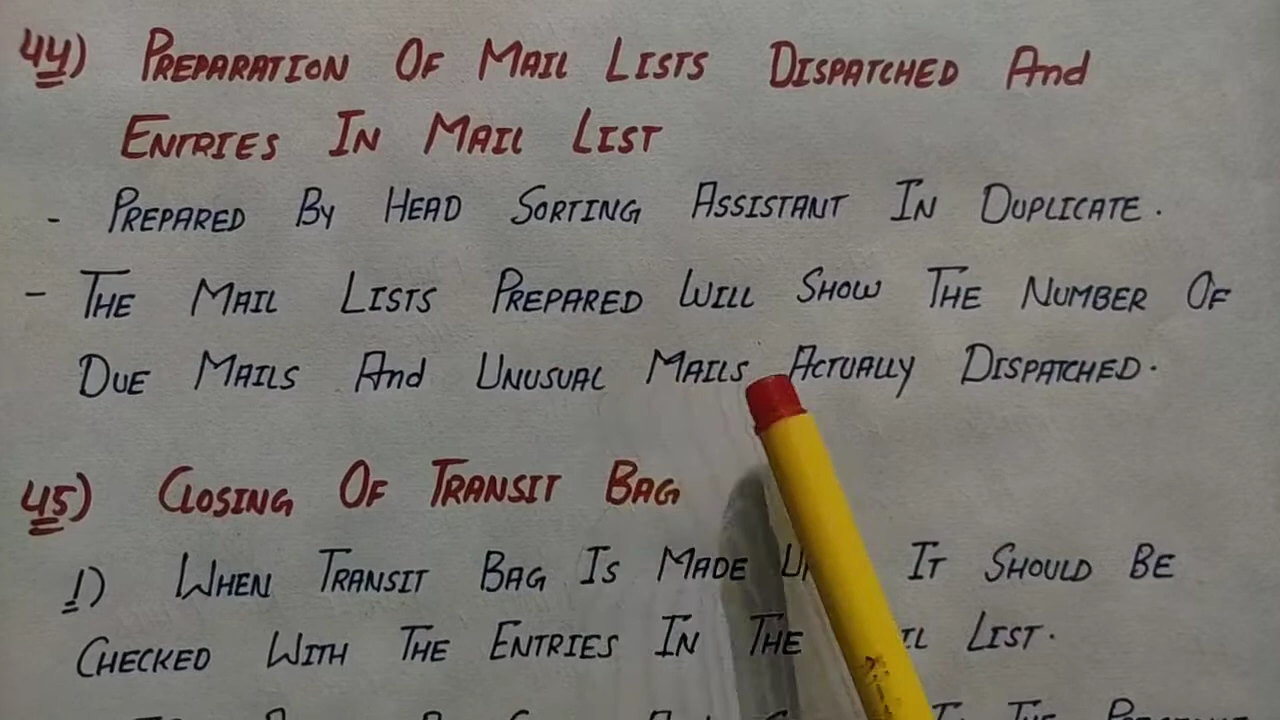 44) PREPARATION OF MAIL LISTS DISPATCHED And
ENTRIES IN MAIL LIST
- PREPARED By HEAD SORTING ASSISTANT IN DUPLICATE.
- THE MAIL LISTS PREPARED WILL SHOW THE NUMBER OF
DUE MAILS And UNUSUAL MAILS ACTUALLY DISPATCHED.
45) CLOSING OF TRANSIT BAG
1) WHEN TRANSIT BAG IS MADE IT SHOULD BE
CHECKED WITH THE ENTRIES IN THE LIST.